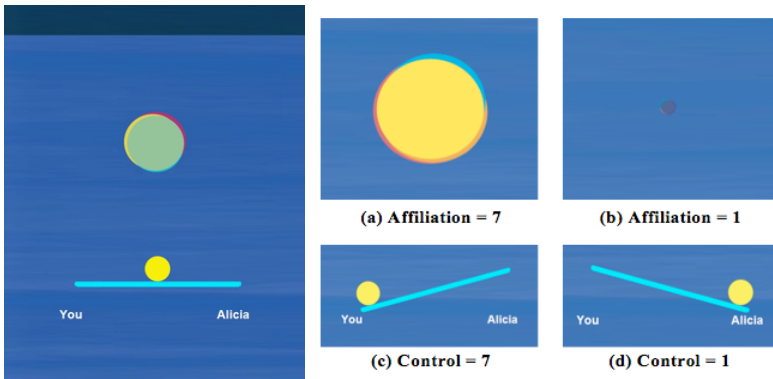 You Alicia
(a) Affiliation = 7
(b) Affiliation = 1
You Alicia
(c) Control = 7
You Alicia
(d) Control = 1